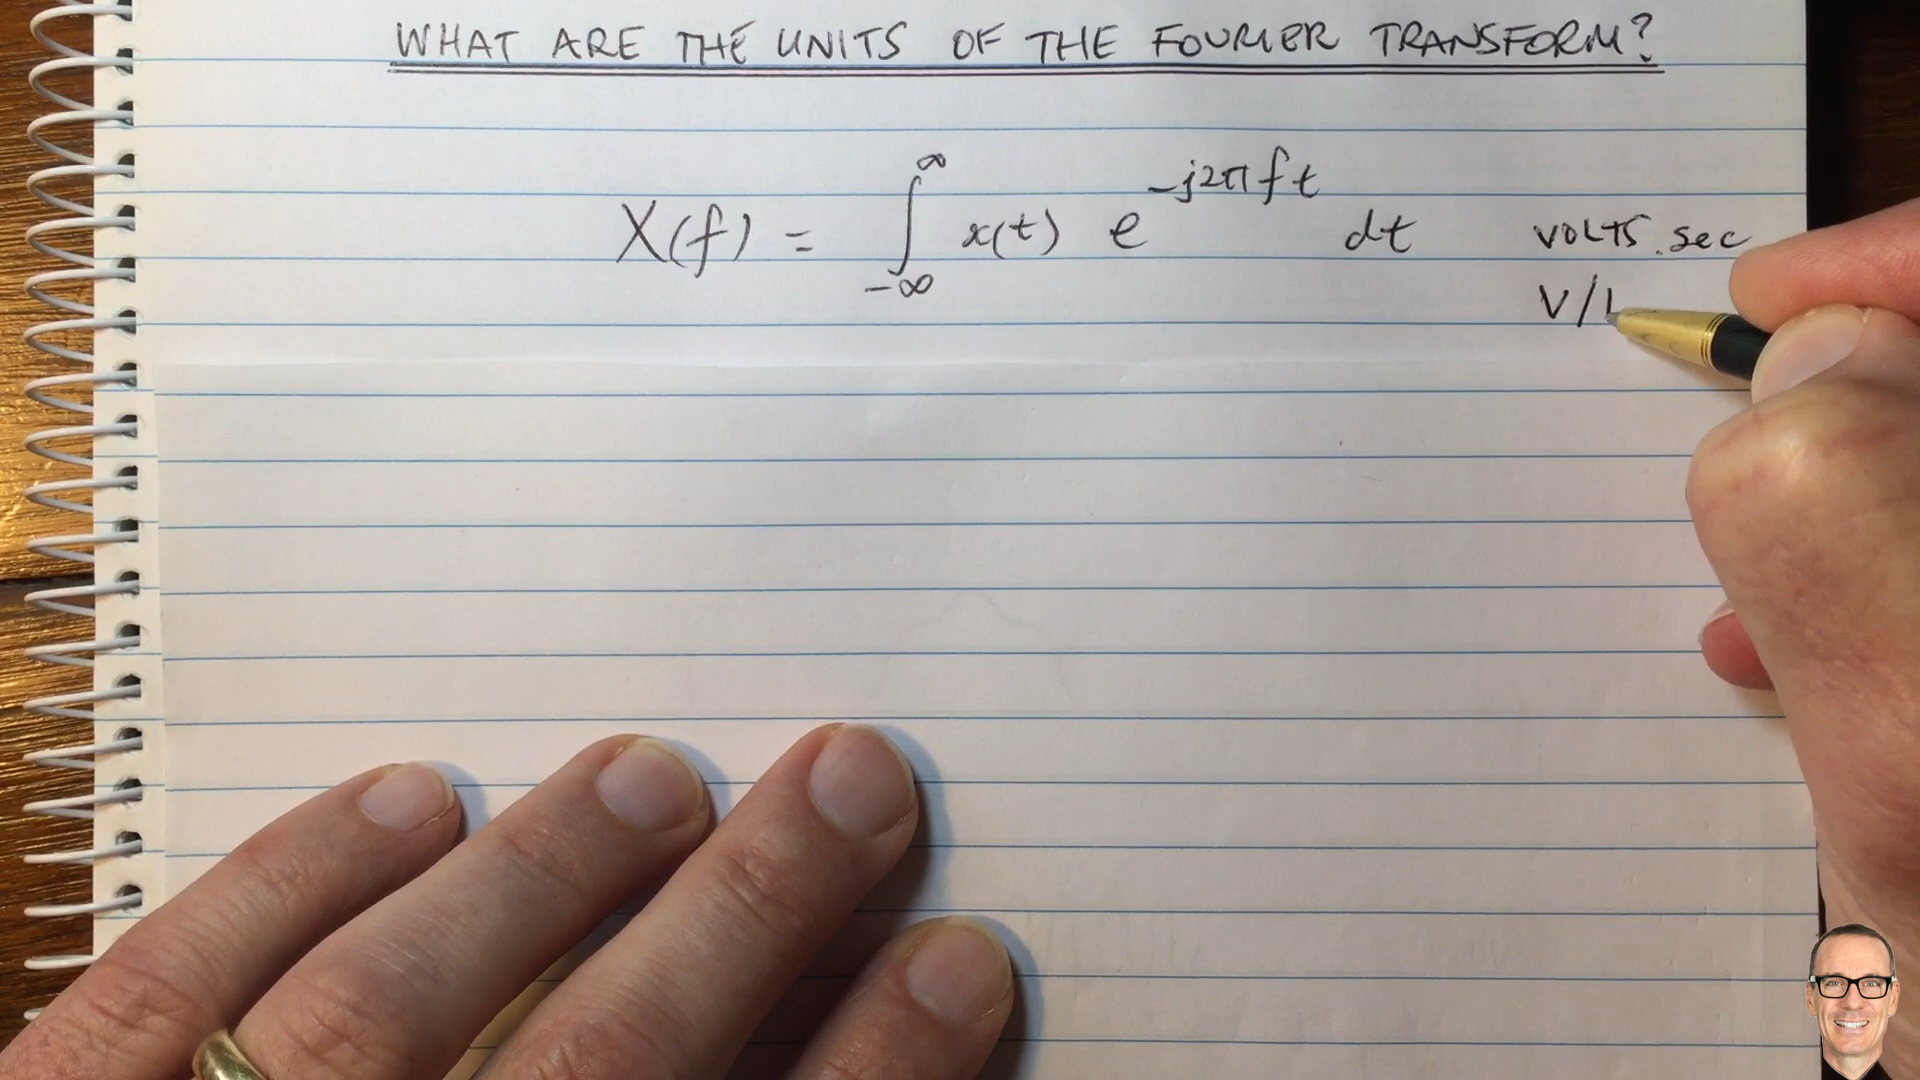 WHAT ARE THE UNITS OF THE FOURIER TRANSFORM?
X(f) = ∫_{-∞}^{∞} x(t) e^{-j2πft} dt VOLTS.sec
V/